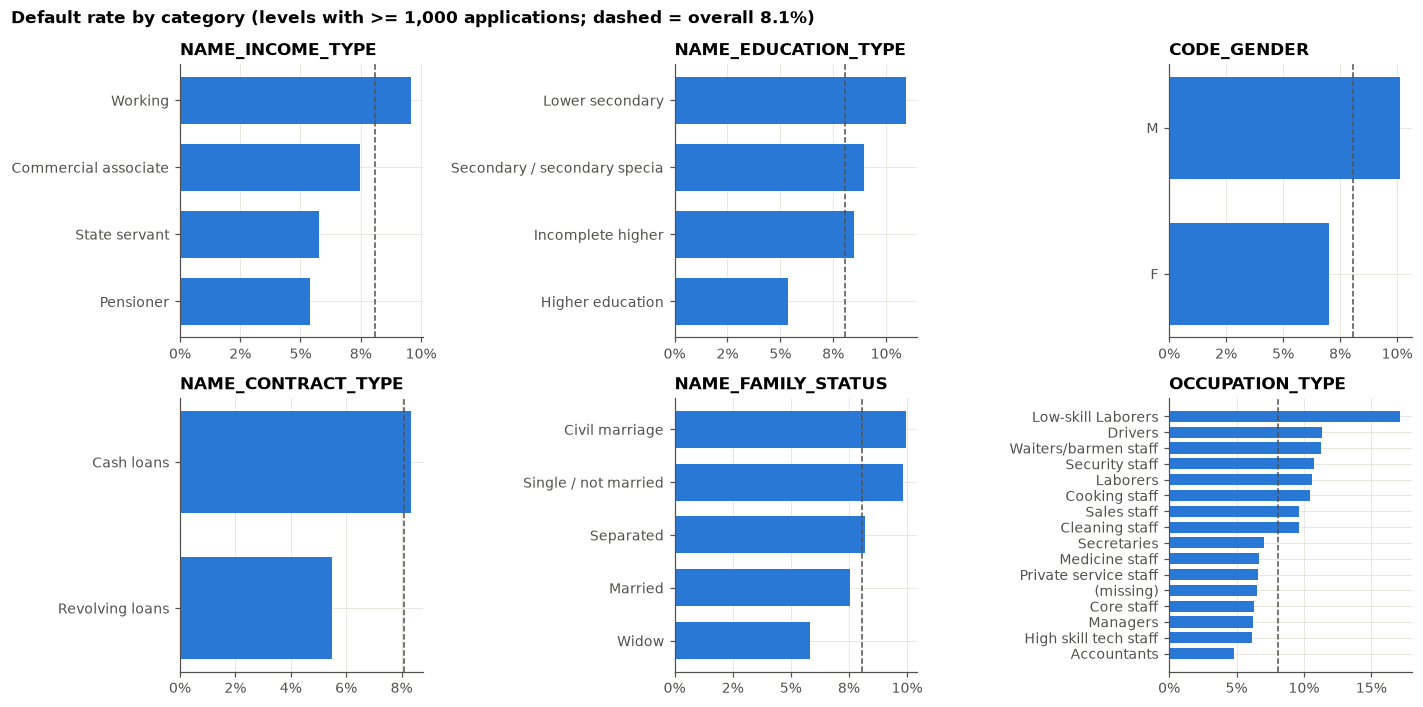 Default rate by category (levels with >= 1,000 applications; dashed = overall 8.1%)
NAME_INCOME_TYPE
Working
Commercial associate
State servant
Pensioner
0% 2% 5% 8% 10%
NAME_EDUCATION_TYPE
Lower secondary
Secondary / secondary specia
Incomplete higher
Higher education
0% 2% 5% 8% 10%
CODE_GENDER
M
F
0% 2% 5% 8% 10%
NAME_CONTRACT_TYPE
Cash loans
Revolving loans
0% 2% 4% 6% 8%
NAME_FAMILY_STATUS
Civil marriage
Single / not married
Separated
Married
Widow
0% 2% 5% 8% 10%
OCCUPATION_TYPE
Low-skill Laborers
Drivers
Waiters/barmen staff
Security staff
Laborers
Cooking staff
Sales staff
Cleaning staff
Secretaries
Medicine staff
Private service staff
(missing)
Core staff
Managers
High skill tech staff
Accountants
0% 5% 10% 15%